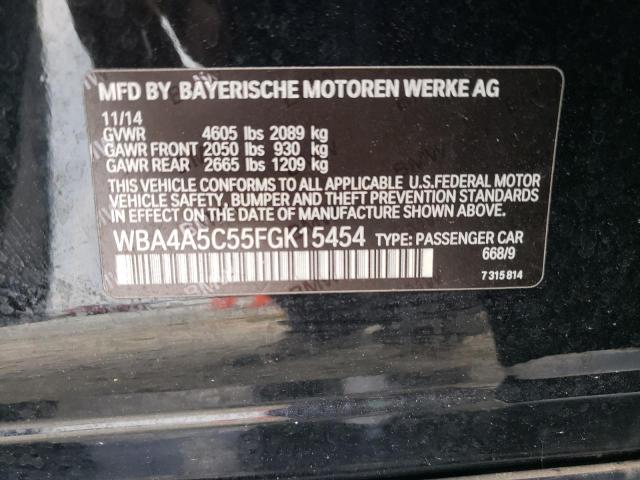 MFD BY BAYERISCHE MOTOREN WERKE AG
11/14
GVWR 4605 lbs 2089 kg
GAWR FRONT 2050 lbs 930 kg
GAWR REAR 2665 lbs 1209 kg
THIS VEHICLE CONFORMS TO ALL APPLICABLE U.S.FEDERAL MOTOR
VEHICLE SAFETY, BUMPER AND THEFT PREVENTION STANDARDS
IN EFFECT ON THE DATE OF MANUFACTURE SHOWN ABOVE.
WBA4A5C55FGK15454 TYPE: PASSENGER CAR
668/9
7 315 814